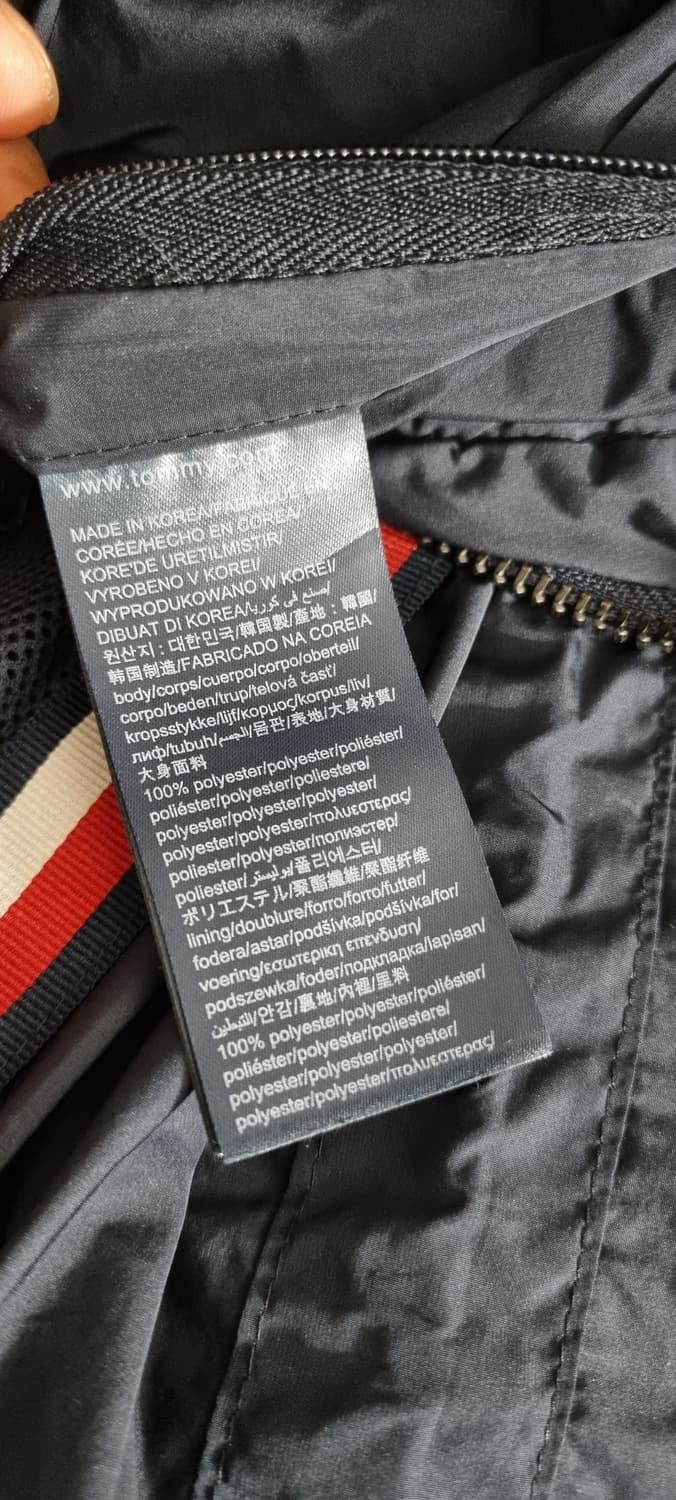 www.tommy.com
MADE IN KOREA/FABRIQUÉ EN
CORÉE/HECHO EN COREA/
KORE'DE ÜRETILMISTIR/
VYROBENO V KOREI/
WYPRODUKOWANO W KOREI/
DIBUAT DI KOREA/صنع في كوريا/
원산지 : 대한민국/韓國製/產地 : 韓國/
韩国制造/FABRICADO NA COREIA
body/corps/cuerpo/corpo/oberteil/
corpo/beden/trup/telová časť/
kropsstykke/lijf/κορμος/korpus/liv/
лиф/tubuh/الجسم/몸판/表地/大身材質/
大身面料
100% polyester/polyester/poliéster/
poliéster/polyester/poliestere/
polyester/polyester/polyester/
polyester/polyester/πολυεστερας/
poliester/polyester/полиэстер/
poliester/بوليستر/폴리에스터/
ポリエステル/聚酯纖維/聚酯纤维
lining/doublure/forro/forro/futter/
fodera/astar/podšívka/podšívka/for/
voering/εσωτερικη επενδυση/
podszewka/foder/подкладка/lapisan/
التبطين/안감/裏地/內裡/里料
100% polyester/polyester/poliéster/
poliéster/polyester/poliestere/
polyester/polyester/polyester/
polyester/polyester/πολυεστερας/